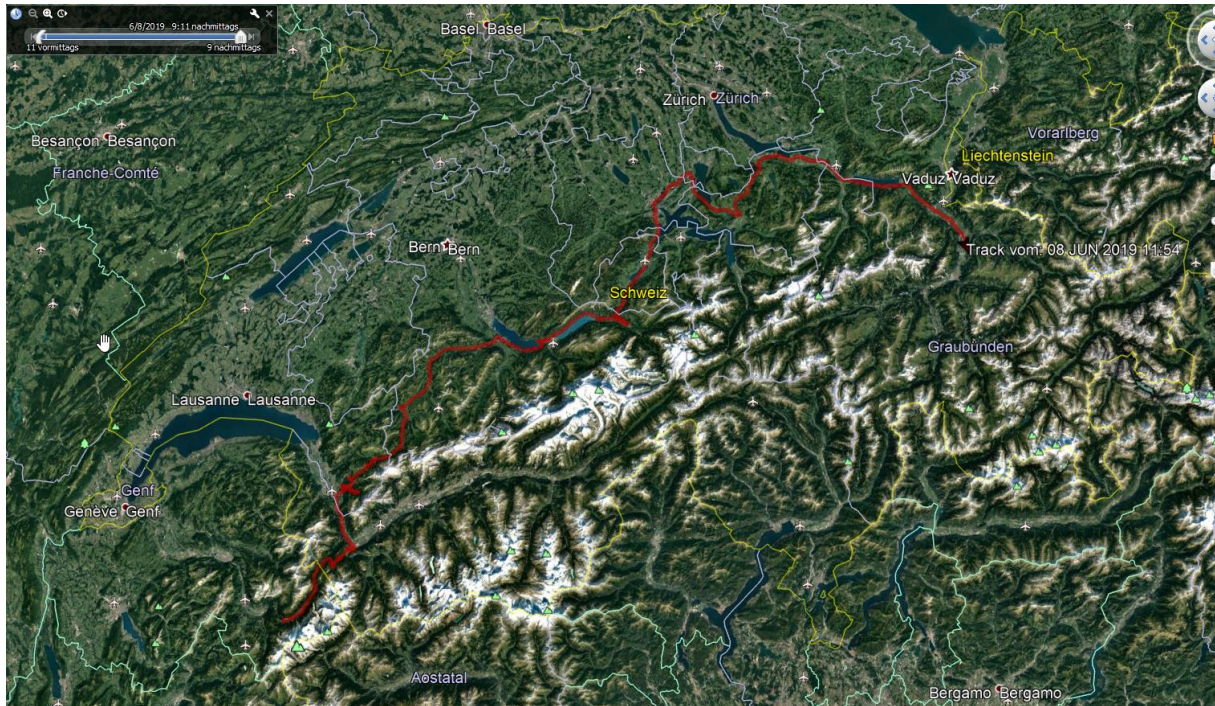 6/8/2019 9:11 nachmittags
11 vormittags 9 nachmittags
Basel Basel
Zürich Zürich
Besançon Besançon
Vorarlberg
Liechtenstein
Franche-Comté
Vaduz Vaduz
Bern Bern
Track vom: 08 JUN 2019 11:54
Schweiz
Graubünden
Lausanne Lausanne
Genf
Genève Genf
Aostatal
Bergamo Bergamo